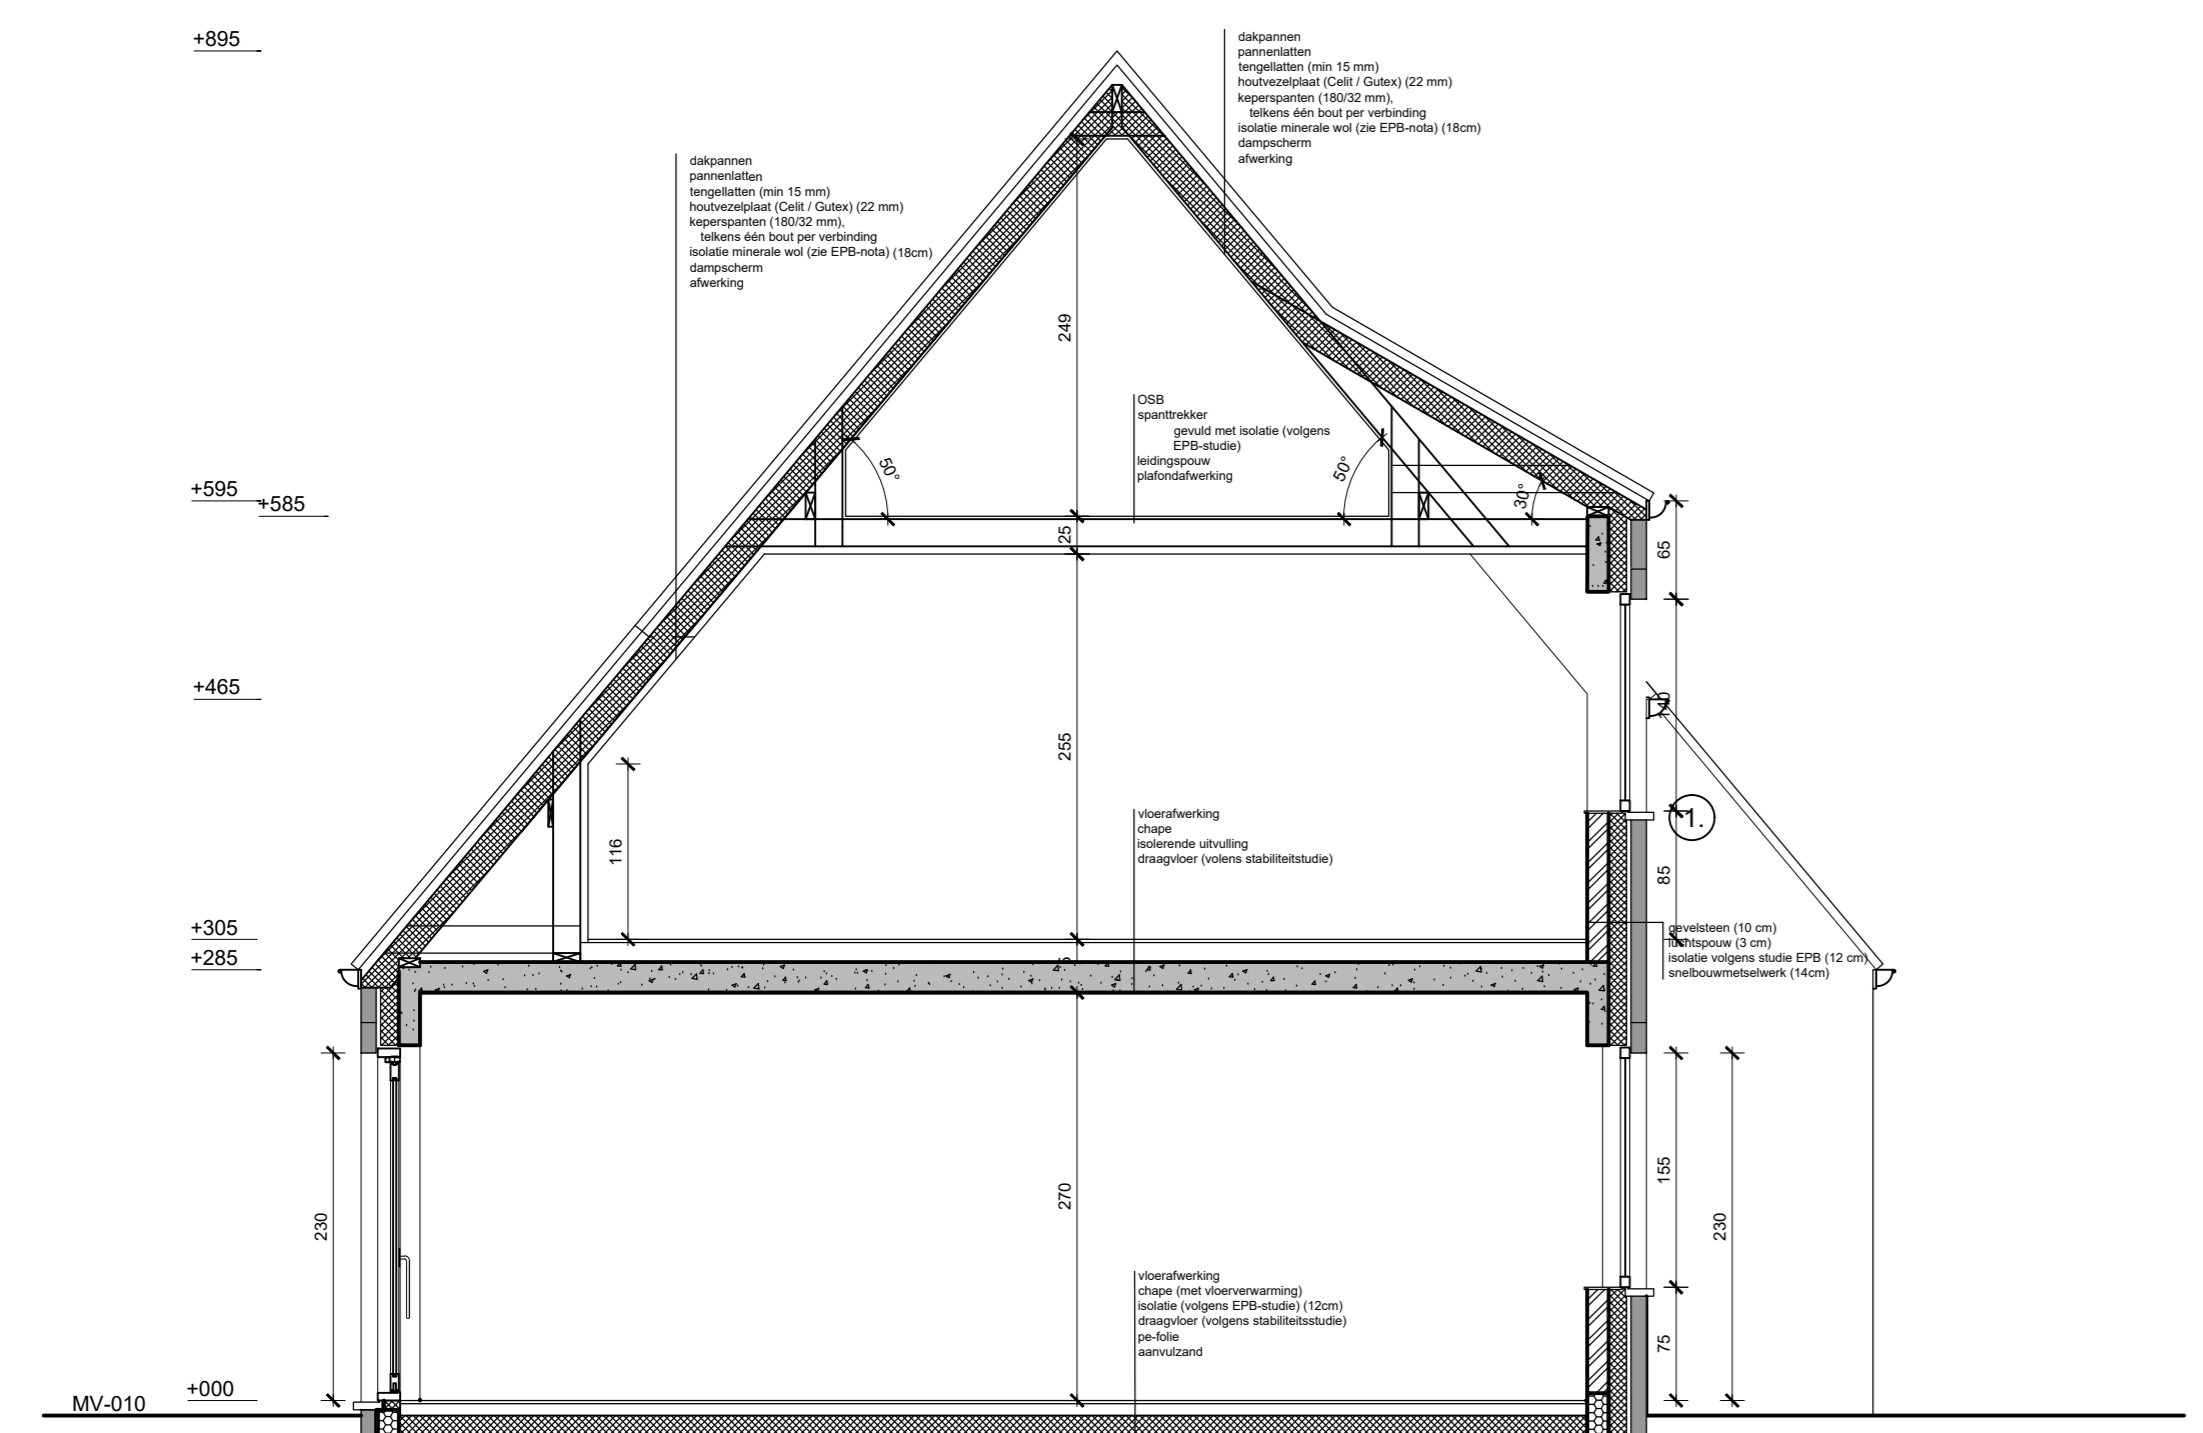 +895
dakpannen
pannenlatten
tengellatten (min 15 mm)
houtvezelplaat (Celit / Gutex) (22 mm)
keperspanten (180/32 mm),
telkens één bout per verbinding
isolatie minerale wol (zie EPB-nota) (18cm)
dampscherm
afwerking
dakpannen
pannenlatten
tengellatten (min 15 mm)
houtvezelplaat (Celit / Gutex) (22 mm)
keperspanten (180/32 mm),
telkens één bout per verbinding
isolatie minerale wol (zie EPB-nota) (18cm)
dampscherm
afwerking
249
OSB
spanttrekker
gevuld met isolatie (volgens
EPB-studie)
leidingspouw
plafondafwerking
50°
50°
30°
+595
+585
25
65
+465
140
255
116
vloerafwerking
chape
isolerende uitvulling
draagvloer (volens stabiliteitstudie)
1.
85
+305
+285
gevelsteen (10 cm)
luchtspouw (3 cm)
isolatie volgens studie EPB (12 cm)
snelbouwmetselwerk (14cm)
270
230
155
230
75
vloerafwerking
chape (met vloerverwarming)
isolatie (volgens EPB-studie) (12cm)
draagvloer (volgens stabiliteitsstudie)
pe-folie
aanvulzand
+000
MV-010